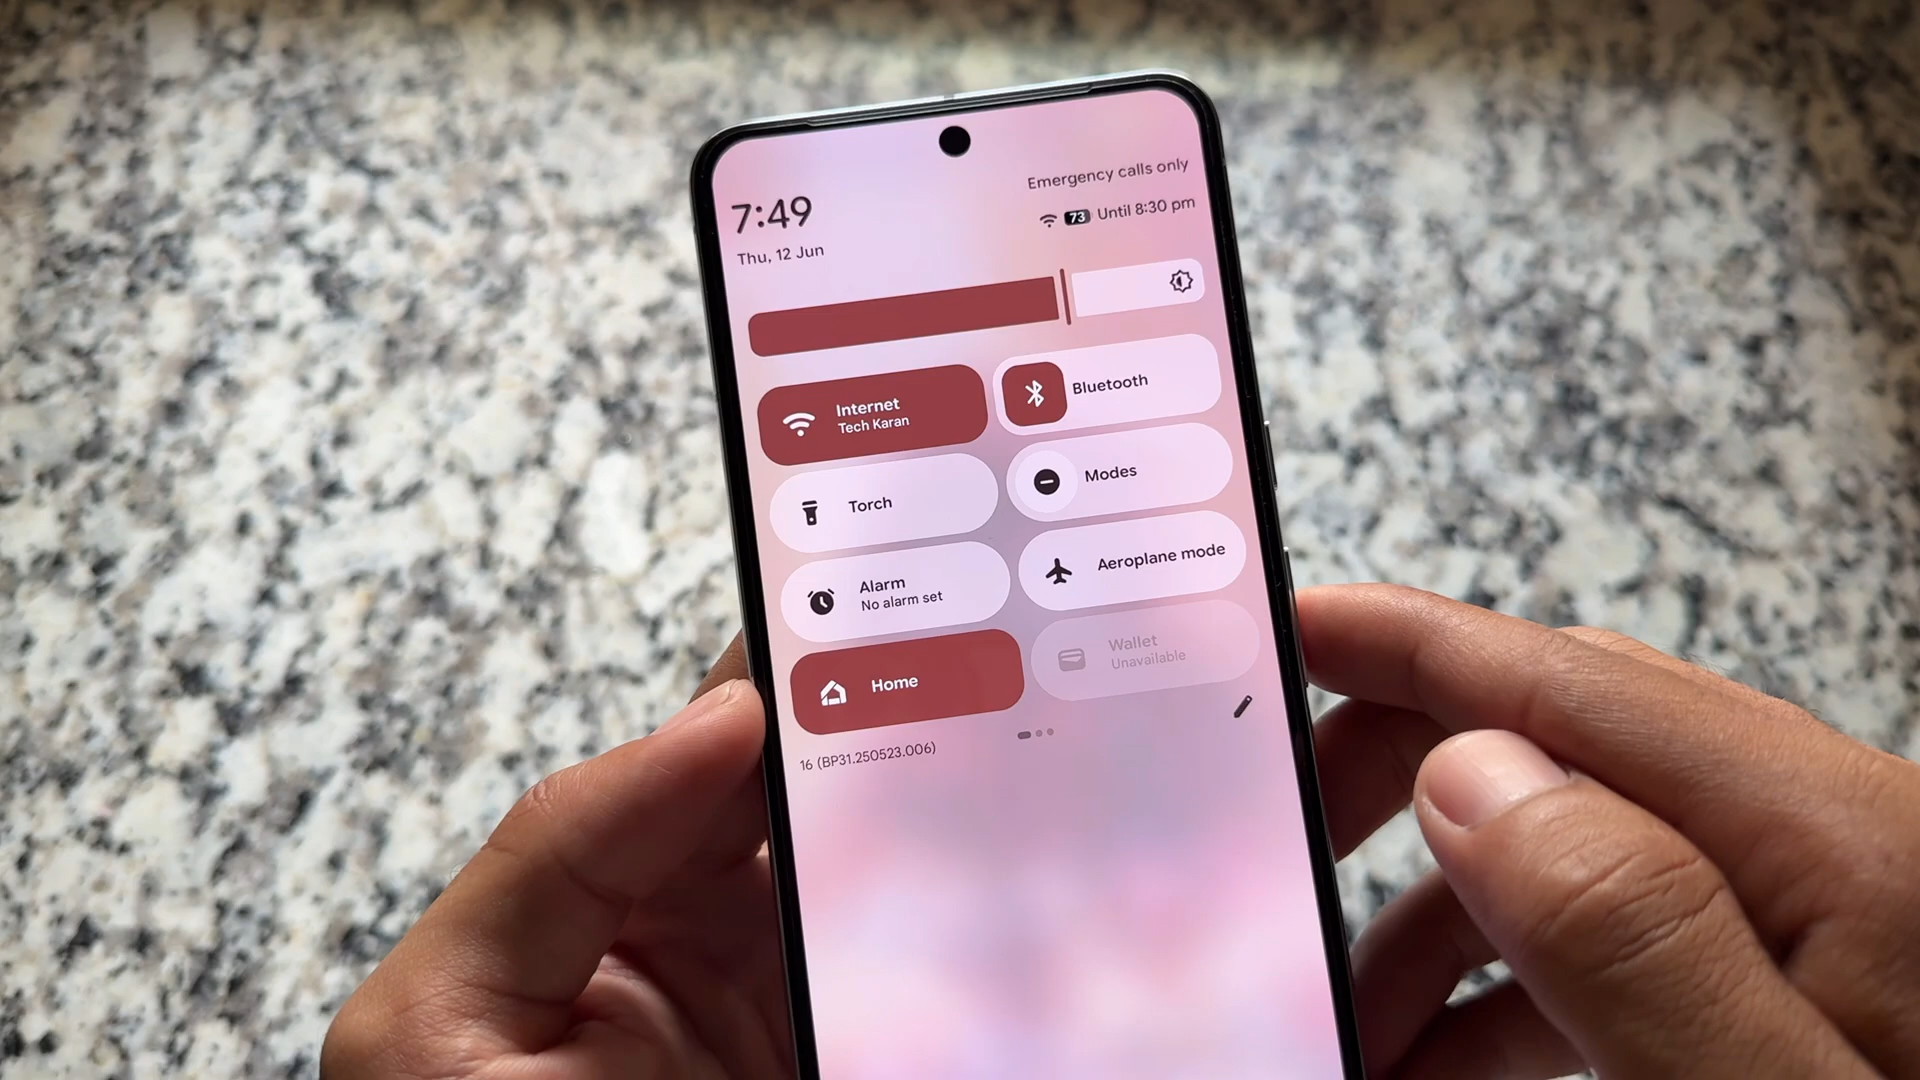 Emergency calls only
7:49
73 Until 8:30 pm
Thu, 12 Jun
Internet
Tech Karan
Bluetooth
Torch
Modes
Alarm
No alarm set
Aeroplane mode
Home
Wallet
Unavailable
16 (BP31.250523.006)